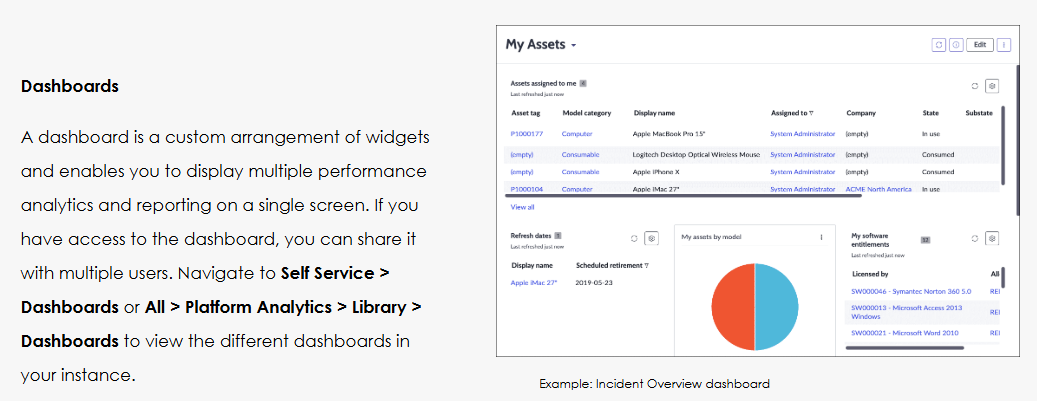 Dashboards
A dashboard is a custom arrangement of widgets
and enables you to display multiple performance
analytics and reporting on a single screen. If you
have access to the dashboard, you can share it
with multiple users. Navigate to Self Service >
Dashboards or All > Platform Analytics > Library >
Dashboards to view the different dashboards in
your instance.
My Assets
Edit
Assets assigned to me
Last refreshed just now
Asset tag Model category Display name Assigned to Company State Substate
P1000177 Computer Apple MacBook Pro 15" System Administrator (empty) In use
(empty) Consumable Logitech Desktop Optical Wireless Mouse System Administrator (empty) Consumed
(empty) Consumable Apple iPhone X System Administrator (empty) Consumed
P1000104 Computer Apple iMac 27" System Administrator ACME North America In use
View all
Refresh dates 1
Last refreshed just now
Display name Scheduled retirement
Apple iMac 27" 2019-05-23
My assets by model
My software
entitlements 12
Last refreshed just now
Licensed by All
SW000046 - Symantec Norton 360 5.0 REI
SW000013 - Microsoft Access 2013
Windows REI
SW000021 - Microsoft Word 2010 REI
Example: Incident Overview dashboard